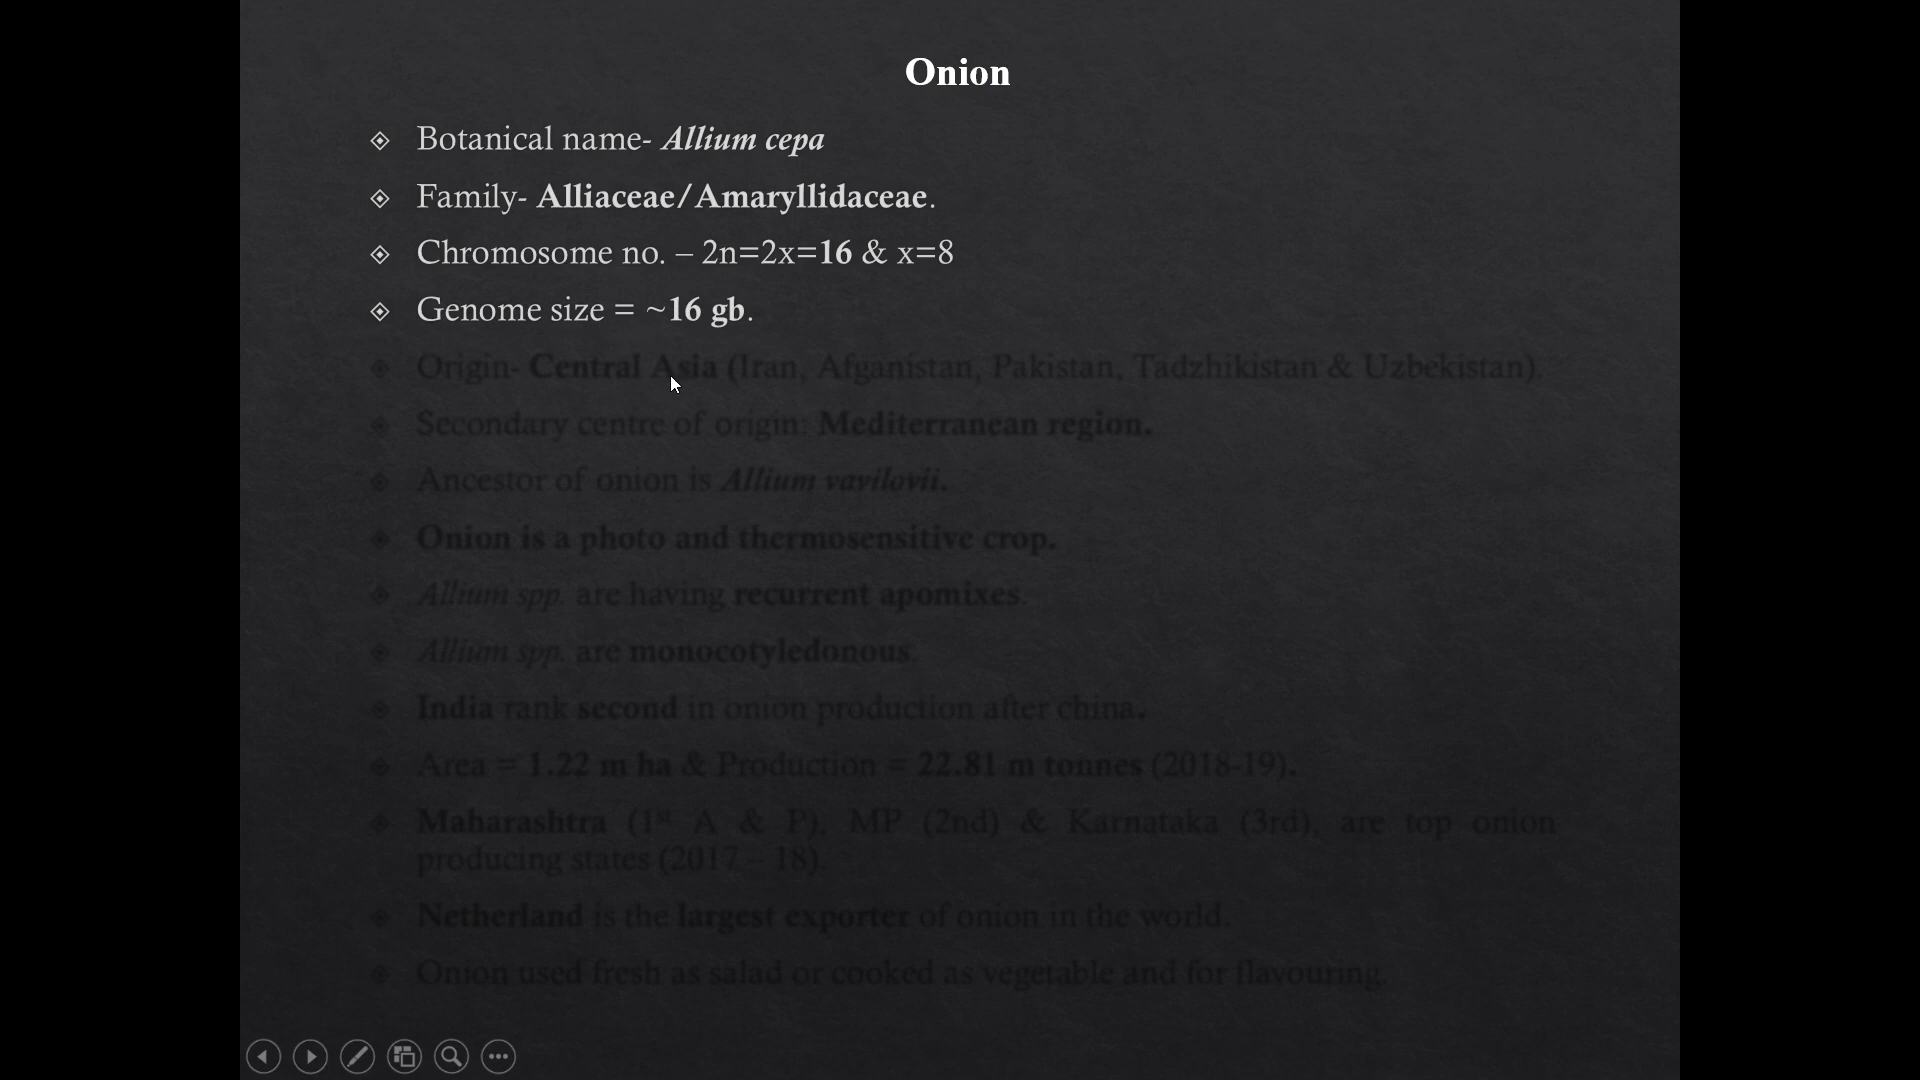 Onion
Botanical name- Allium cepa
Family- Alliaceae/Amaryllidaceae.
Chromosome no. – 2n=2x=16 & x=8
Genome size = ~16 gb.
Origin- Central Asia (Iran, Afganistan, Pakistan, Tadzhikistan & Uzbekistan).
Secondary centre of origin: Mediterranean region.
Ancestor of onion is Allium vavilovii.
Onion is a photo and thermosensitive crop.
Allium spp. are having recurrent apomixes.
Allium spp. are monocotyledonous.
India rank second in onion production after china.
Area = 1.22 m ha & Production = 22.81 m tonnes (2018-19).
Maharashtra (1st A & P), MP (2nd) & Karnataka (3rd), are top onion
producing states (2017 – 18).
Netherland is the largest exporter of onion in the world.
Onion used fresh as salad or cooked as vegetable and for flavouring.